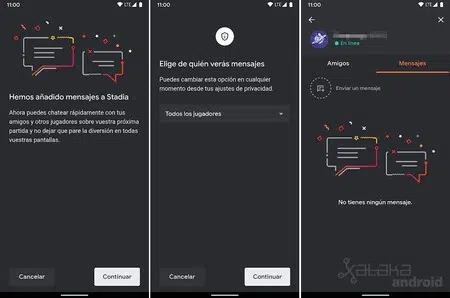 11:00
LTE
Hemos añadido mensajes a Stadia
Ahora puedes chatear rápidamente con tus
amigos y otros jugadores sobre vuestra próxima
partida y no dejar que pare la diversión en todas
vuestras pantallas.
Cancelar
Continuar
11:00
LTE
Elige de quién verás mensajes
Puedes cambiar esta opción en cualquier
momento desde tus ajustes de privacidad.
Todos los jugadores
Cancelar
Continuar
11:00
LTE
En línea
Amigos
Mensajes
Enviar un mensaje
No tienes ningún mensaje.
Xataka
android